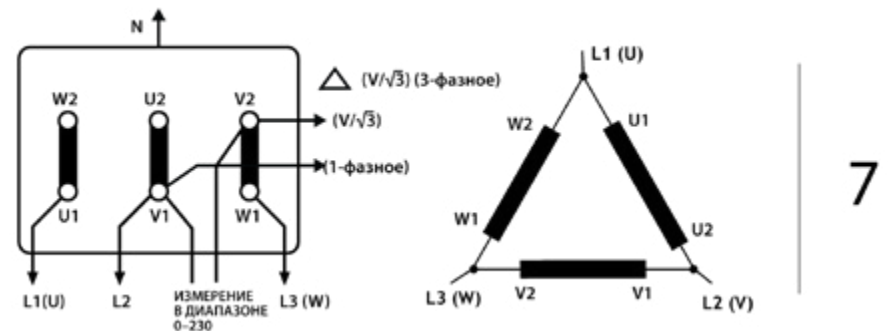 N
△ (V/√3) (3-фазное)
W2 U2 V2
(V/√3)
(1-фазное)
U1 V1 W1
L1(U) L2 ИЗМЕРЕНИЕ L3 (W)
В ДИАПАЗОНЕ
0–230
L1 (U)
W2 U1
W1 U2
L3 (W) V2 V1 L2 (V)
7